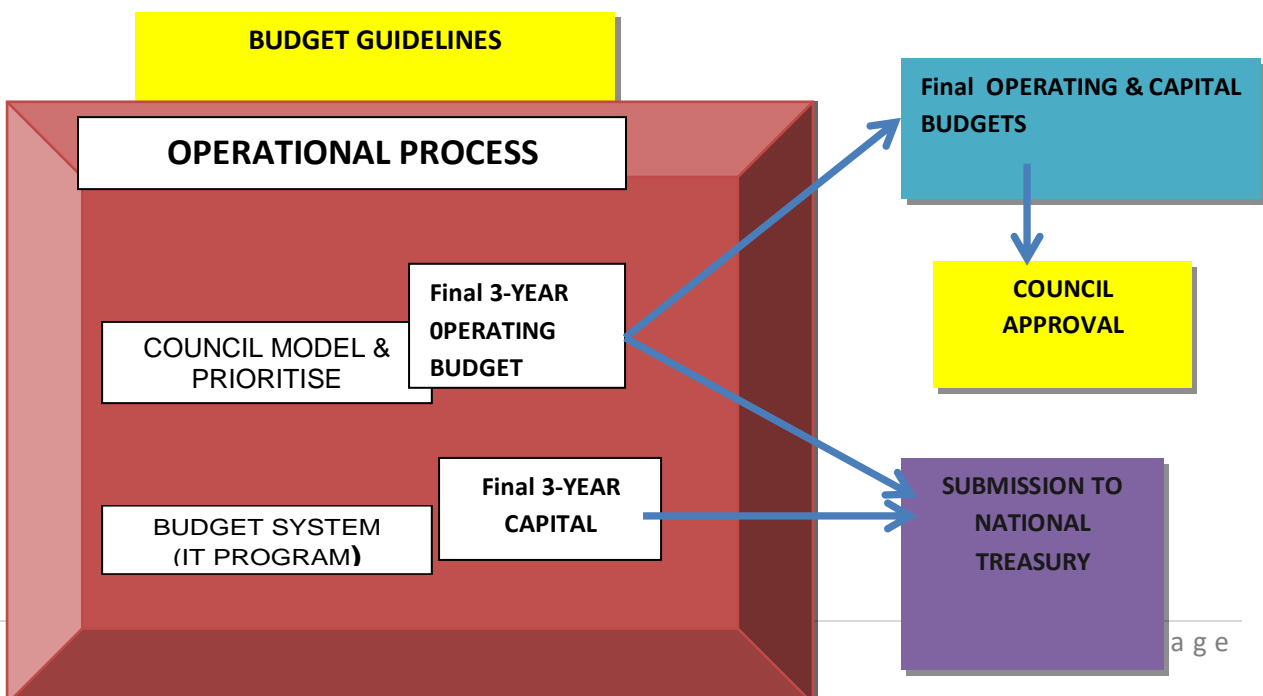 BUDGET GUIDELINES
OPERATIONAL PROCESS
COUNCIL MODEL &
PRIORITISE
Final 3-YEAR
0PERATING
BUDGET
BUDGET SYSTEM
(IT PROGRAM)
Final 3-YEAR
CAPITAL
Final OPERATING & CAPITAL
BUDGETS
COUNCIL
APPROVAL
SUBMISSION TO
NATIONAL
TREASURY
a g e